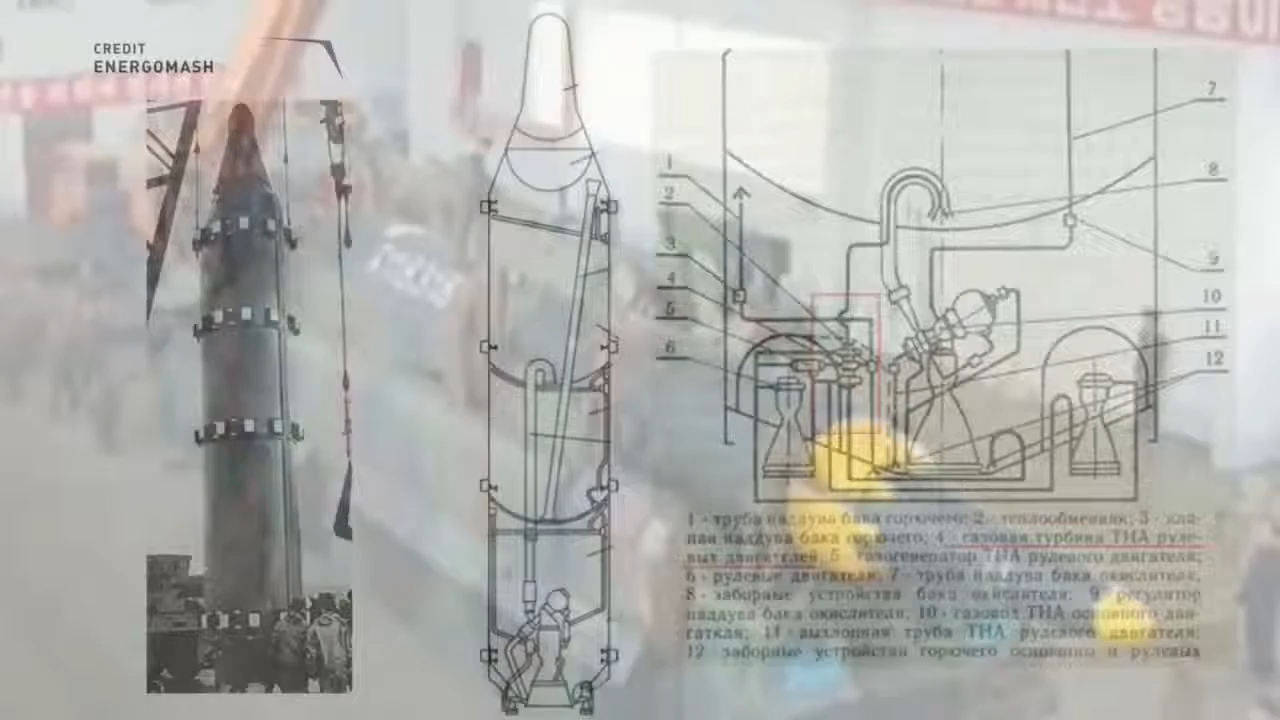 CREDIT
ENERGOMASH
1
2
3
4
5
6
7
8
9
10
11
12
1 - труба наддува бака горючего; 2 - теплообменник; 3 - кла-
пан наддува бака горючего; 4 - газовая турбина ТНА руле-
вых двигателей; 5 - газогенератор ТНА рулевого двигателя;
6 - рулевые двигатели; 7 - труба наддува бака окислителя;
8 - заборные устройства бака окислителя; 9 - регулятор
наддува бака окислителя; 10 - газовод ТНА основного дви-
гателя; 11 - выхлопная труба ТНА рулевого двигателя;
12 - заборные устройства горючего основного и рулевых